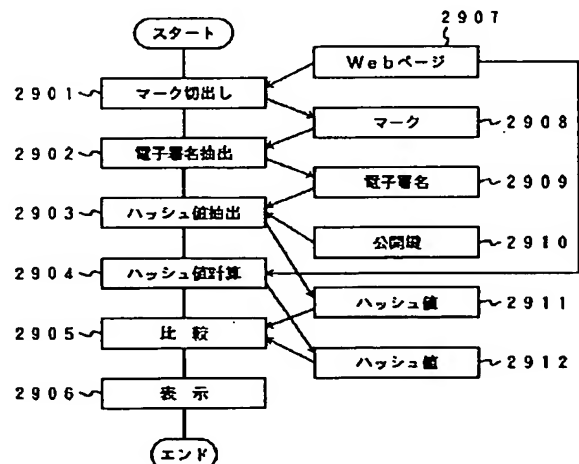 2907
スタート
Webページ
2901
マーク切出し
マーク
2908
2902
電子署名抽出
電子署名
2909
2903
ハッシュ値抽出
公開鍵
2910
2904
ハッシュ値計算
ハッシュ値
2911
2905
比 較
ハッシュ値
2912
2906
表 示
エンド